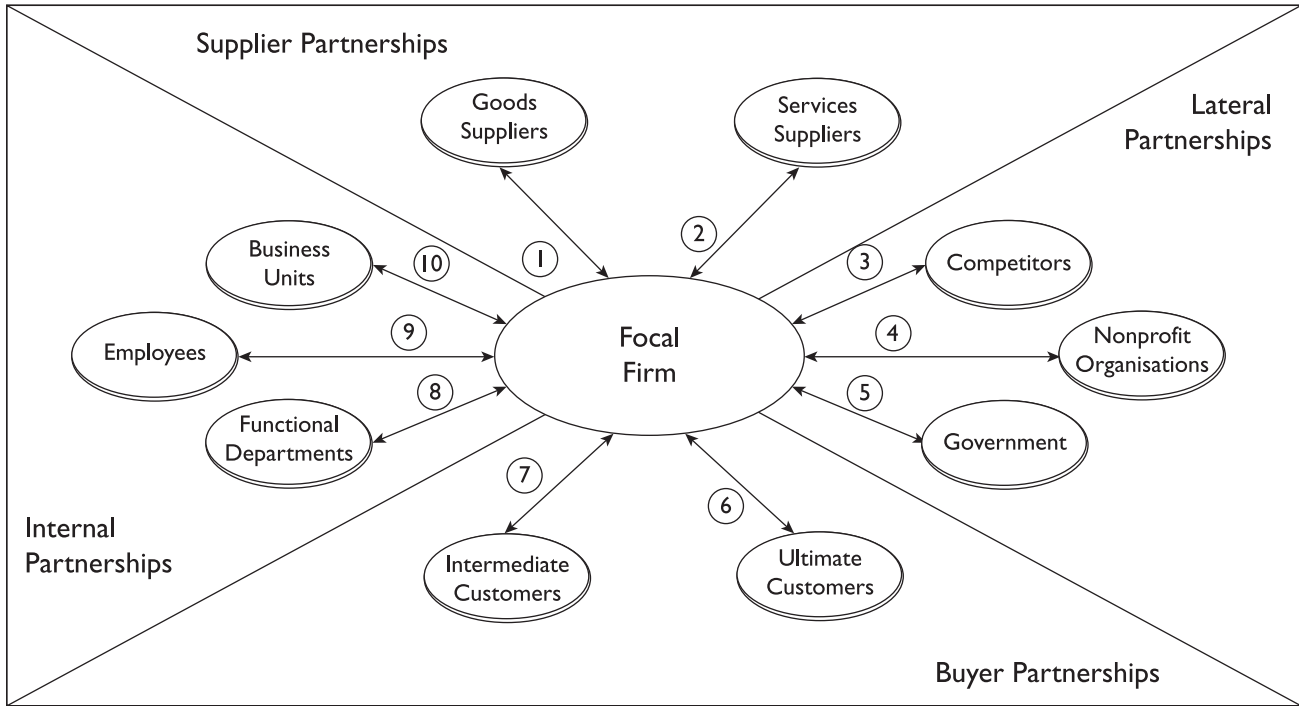 Supplier Partnerships
Goods
Suppliers
Services
Suppliers
Lateral
Partnerships
1
2
3
4
5
6
7
8
9
10
Business
Units
Competitors
Employees
Focal
Firm
Nonprofit
Organisations
Functional
Departments
Government
Internal
Partnerships
Intermediate
Customers
Ultimate
Customers
Buyer Partnerships